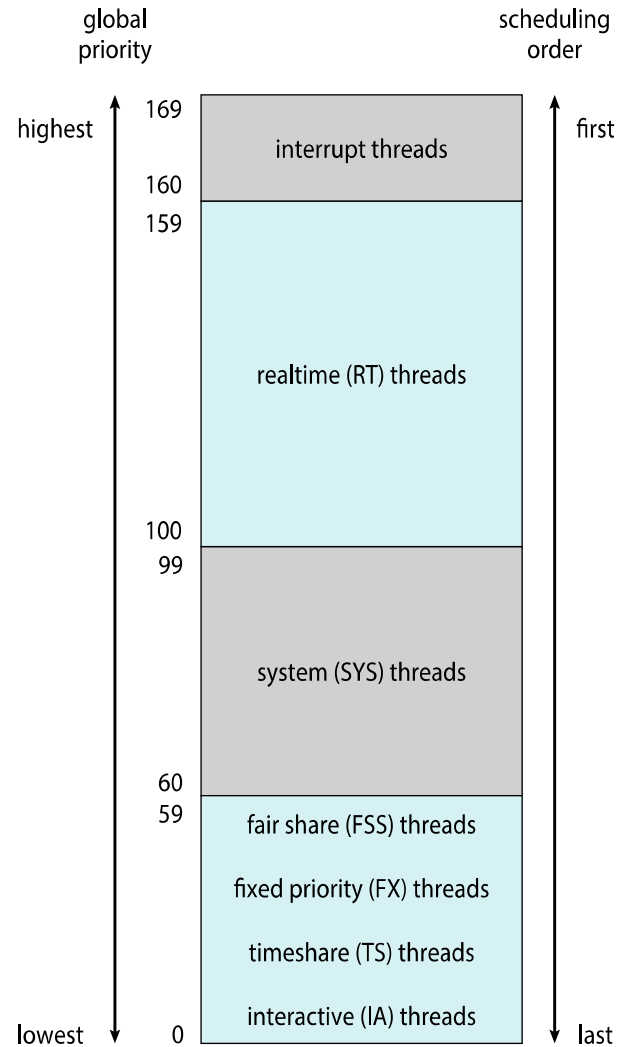 global
priority
scheduling
order
highest
169
interrupt threads
first
160
159
realtime (RT) threads
100
99
system (SYS) threads
60
59
fair share (FSS) threads
fixed priority (FX) threads
timeshare (TS) threads
interactive (IA) threads
lowest
0
last